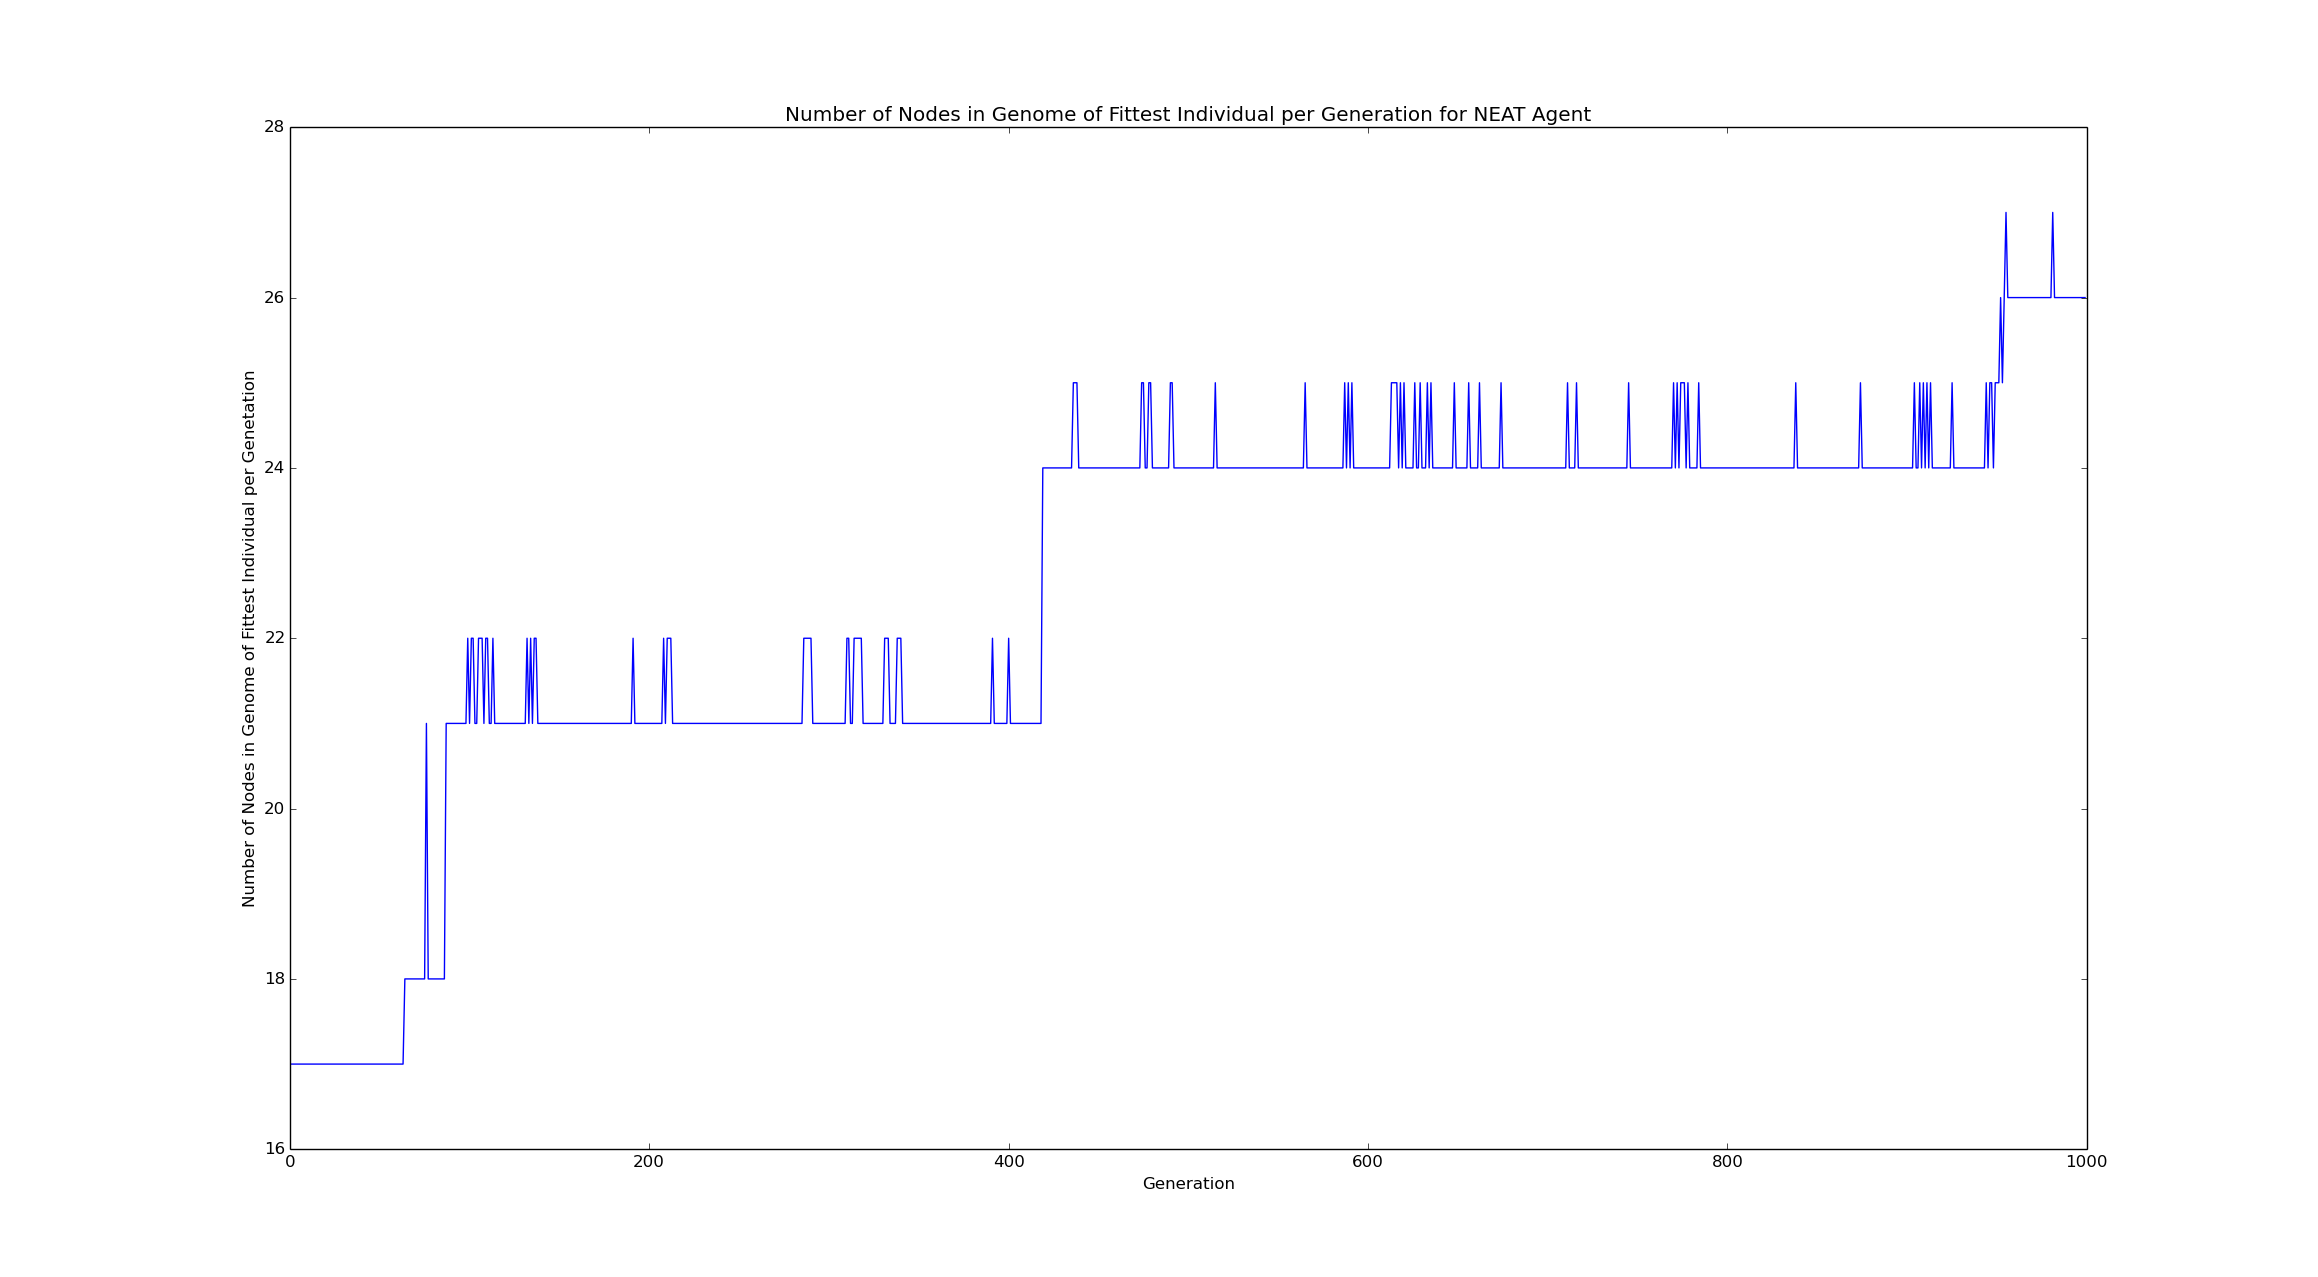 Number of Nodes in Genome of Fittest Individual per Generation for NEAT Agent
28
26
24
22
20
18
16
Number of Nodes in Genome of Fittest Individual per Genetation
0 200 400 600 800 1000
Generation